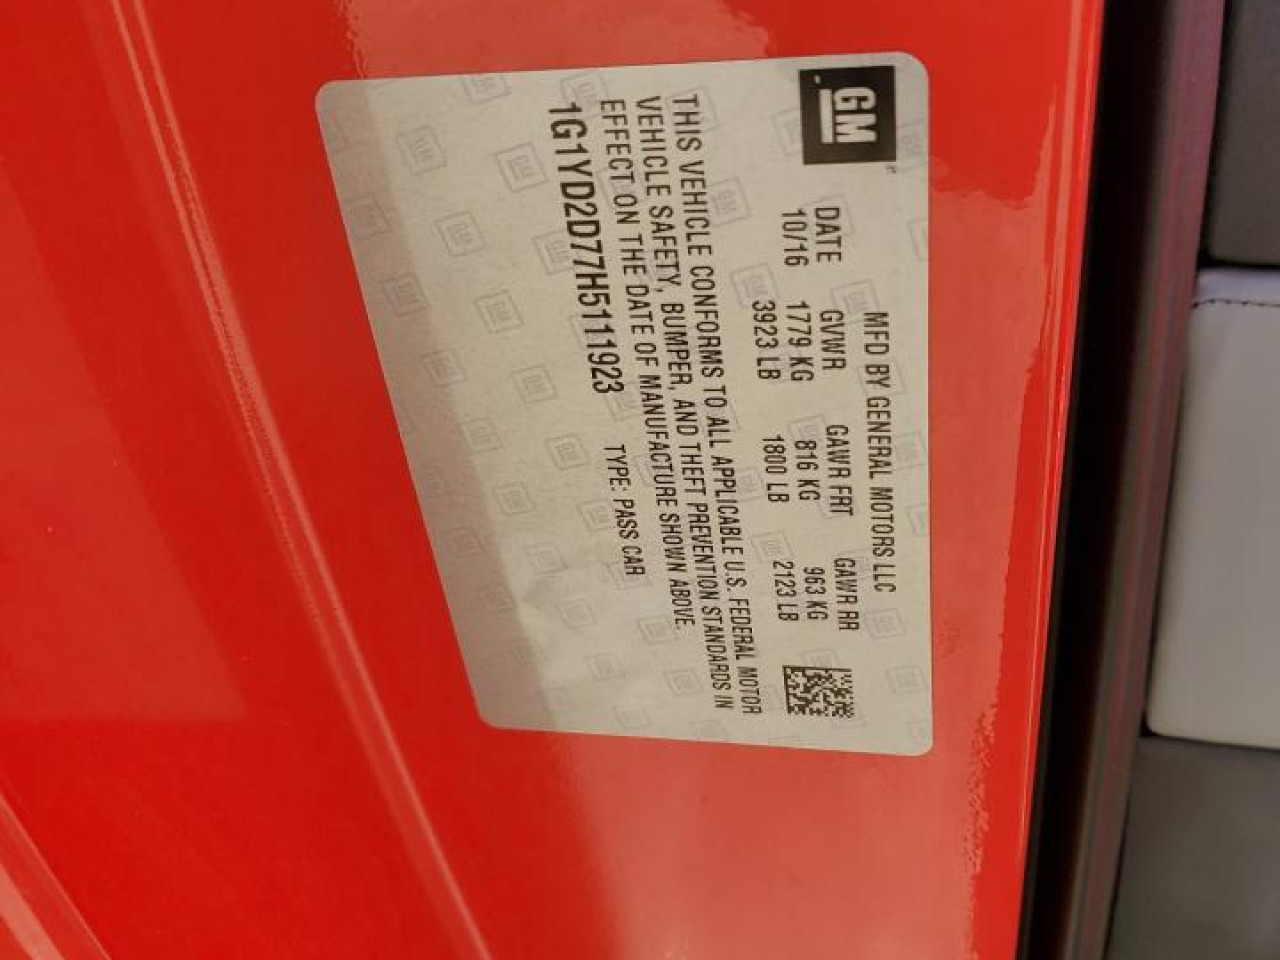 GM
MFD BY GENERAL MOTORS LLC
DATE GVWR GAWR FRT GAWR RR
10/16 1779 KG 816 KG 963 KG
3923 LB 1800 LB 2123 LB
THIS VEHICLE CONFORMS TO ALL APPLICABLE U.S. FEDERAL MOTOR
VEHICLE SAFETY, BUMPER, AND THEFT PREVENTION STANDARDS IN
EFFECT ON THE DATE OF MANUFACTURE SHOWN ABOVE.
1G1YD2D77H5111923 TYPE: PASS CAR